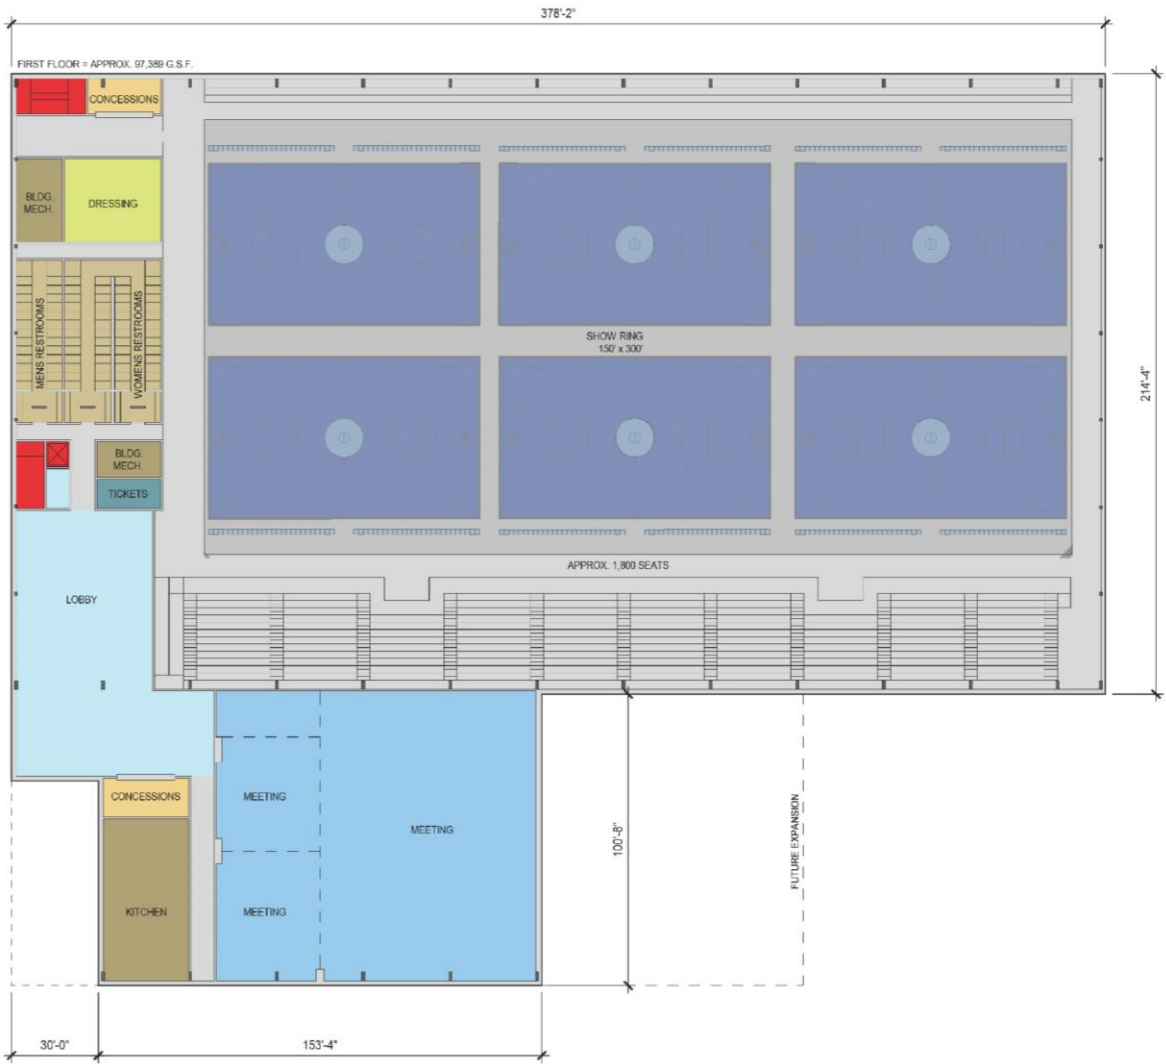 378'-2"
FIRST FLOOR = APPROX. 97,389 G.S.F.
CONCESSIONS
BLDG.
MECH.
DRESSING
MENS RESTROOMS
WOMENS RESTROOMS
SHOW RING
150' x 300'
214'-4"
BLDG.
MECH.
TICKETS
APPROX. 1,800 SEATS
LOBBY
CONCESSIONS
MEETING
MEETING
100'-8"
FUTURE EXPANSION
KITCHEN
MEETING
30'-0"
153'-4"